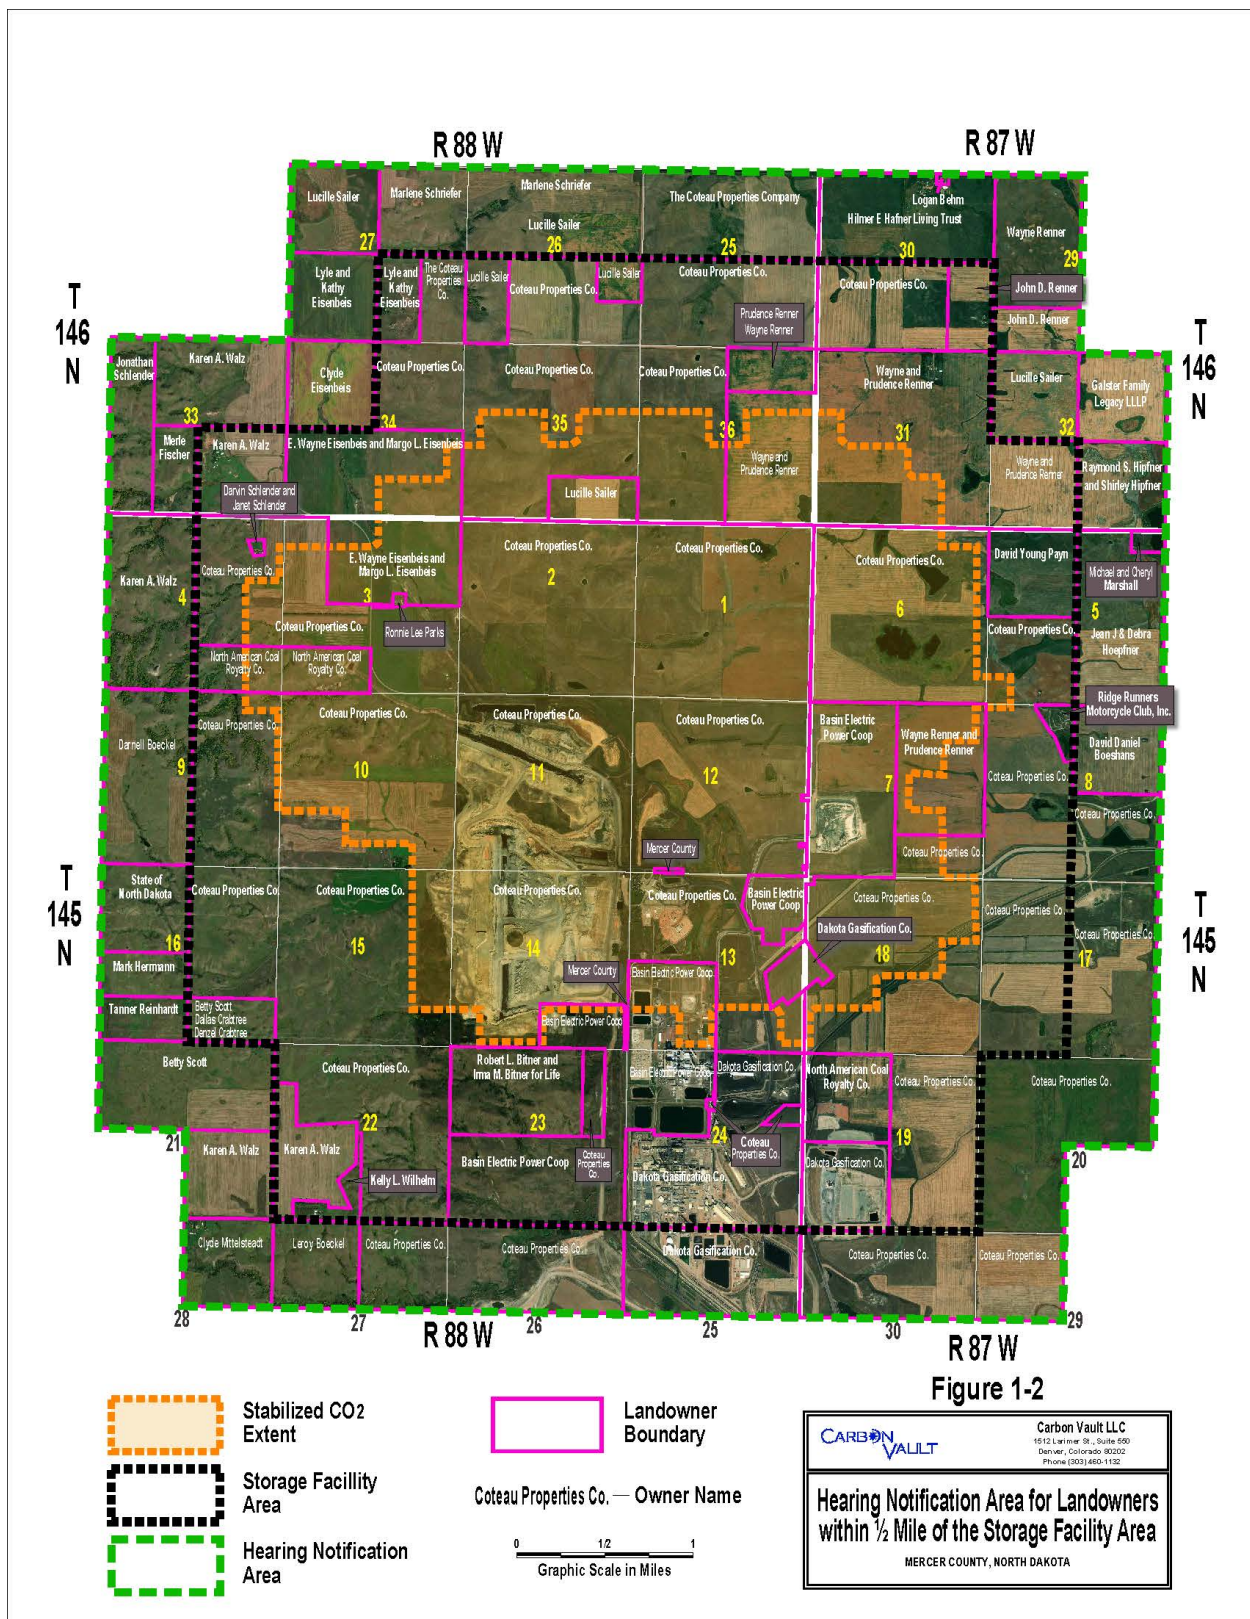 R 88 W
R 87 W
Lucille Sailer
Marlene Schriefer
Marlene Schriefer
Lucille Sailer
The Coteau Properties Company
Logan Behm
Hilmer E Hafner Living Trust
Wayne Renner
27
26
25
30
29
T
146
N
Lyle and
Kathy
Eisenbeis
Lyle and
Kathy
Eisenbeis
The Coteau
Properties
Co.
Lucille Sailer
Coteau Properties Co.
Lucille Sailer
Coteau Properties Co.
Coteau Properties Co.
John D. Renner
John D. Renner
Prudence Renner
Wayne Renner
T
146
N
Jonathan
Schlender
Karen A. Walz
Clyde
Eisenbeis
Coteau Properties Co.
Coteau Properties Co.
Coteau Properties Co.
Wayne and
Prudence Renner
Lucille Sailer
Galster Family
Legacy LLLP
33
34
35
36
31
32
Merle
Fischer
Karen A. Walz
E. Wayne Eisenbeis and Margo L. Eisenbeis
Wayne and
Prudence Renner
Wayne and
Prudence Renner
Raymond S. Hipfner
and Shirley Hipfner
Darvin Schlender and
Janet Schlender
Lucille Sailer
Karen A. Walz
Coteau Properties Co.
E. Wayne Eisenbeis and
Margo L. Eisenbeis
Coteau Properties Co.
Coteau Properties Co.
Coteau Properties Co.
David Young Payn
Michael and Cheryl
Marshall
4
3
2
1
6
5
Coteau Properties Co.
Ronnie Lee Parks
Coteau Properties Co.
Jean J & Debra
Hoepfner
North American Coal
Royalty Co.
North American Coal
Royalty Co.
Ridge Runners
Motorcycle Club, Inc.
Darnell Boeckel
Coteau Properties Co.
Coteau Properties Co.
Coteau Properties Co.
Coteau Properties Co.
Basin Electric
Power Coop
Wayne Renner and
Prudence Renner
Coteau Properties Co.
David Daniel
Boeshans
9
10
11
12
7
8
Coteau Properties Co.
Mercer County
Coteau Properties Co.
T
145
N
State of
North Dakota
Coteau Properties Co.
Coteau Properties Co.
Coteau Properties Co.
Coteau Properties Co.
Basin Electric
Power Coop
Coteau Properties Co.
Coteau Properties Co.
Coteau Properties Co.
T
145
N
Dakota Gasification Co.
16
15
14
13
18
17
Mark Herrmann
Mercer County
Basin Electric Power Coop
Tanner Reinhardt
Betty Scott
Dallas Crabtree
Denzel Crabtree
Basin Electric Power Coop
Betty Scott
Coteau Properties Co.
Robert L. Bitner and
Irma M. Bitner for Life
Basin Electric Power Coop
Dakota Gasification Co.
North American Coal
Royalty Co.
Coteau Properties Co.
Coteau Properties Co.
21
22
23
24
19
20
Karen A. Walz
Karen A. Walz
Kelly L. Wilhelm
Basin Electric Power Coop
Coteau
Properties
Co.
Coteau
Properties Co.
Dakota Gasification Co.
Dakota Gasification Co.
Clyde Mittelsteadt
Leroy Boeckel
Coteau Properties Co.
Coteau Properties Co.
Dakota Gasification Co.
Coteau Properties Co.
Coteau Properties Co.
28
27
26
25
30
29
R 88 W
R 87 W
Figure 1-2
Stabilized CO2
Extent
Storage Facillity
Area
Hearing Notification
Area
Landowner
Boundary
Coteau Properties Co. — Owner Name
0
1/2
1
Graphic Scale in Miles
CARBON
VAULT
Carbon Vault LLC
1512 Larimer St., Suite 550
Denver, Colorado 80202
Phone (303) 460-1132
Hearing Notification Area for Landowners
within ½ Mile of the Storage Facility Area
MERCER COUNTY, NORTH DAKOTA